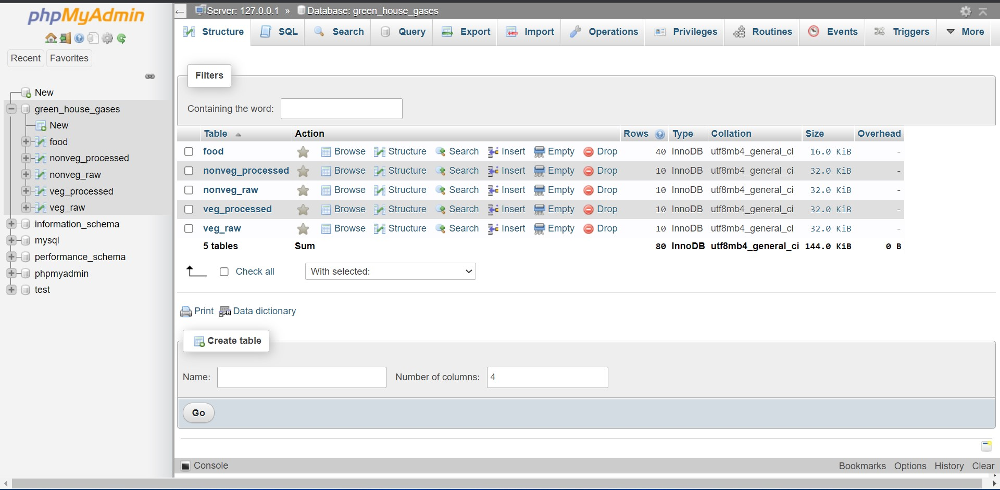 phpMyAdmin
Recent Favorites
New
green_house_gases
New
food
nonveg_processed
nonveg_raw
veg_processed
veg_raw
information_schema
mysql
performance_schema
phpmyadmin
test
Server: 127.0.0.1 » Database: green_house_gases
Structure SQL Search Query Export Import Operations Privileges Routines Events Triggers More
Filters
Containing the word:
Table Action Rows Type Collation Size Overhead
food Browse Structure Search Insert Empty Drop 40 InnoDB utf8mb4_general_ci 16.0 KiB -
nonveg_processed Browse Structure Search Insert Empty Drop 10 InnoDB utf8mb4_general_ci 32.0 KiB -
nonveg_raw Browse Structure Search Insert Empty Drop 10 InnoDB utf8mb4_general_ci 32.0 KiB -
veg_processed Browse Structure Search Insert Empty Drop 10 InnoDB utf8mb4_general_ci 32.0 KiB -
veg_raw Browse Structure Search Insert Empty Drop 10 InnoDB utf8mb4_general_ci 32.0 KiB -
5 tables Sum 80 InnoDB utf8mb4_general_ci 144.0 KiB 0 B
Check all With selected:
Print Data dictionary
Create table
Name: Number of columns: 4
Go
Console Bookmarks Options History Clear